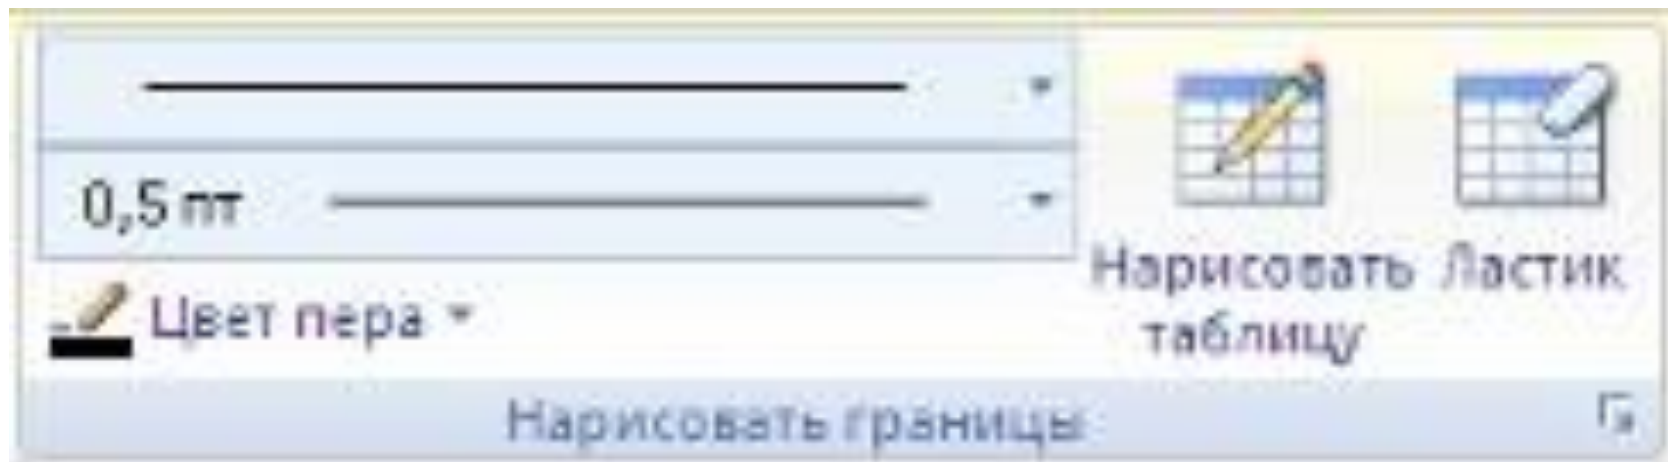 0,5 пт
Цвет пера
Нарисовать
таблицу
Ластик
Нарисовать границы